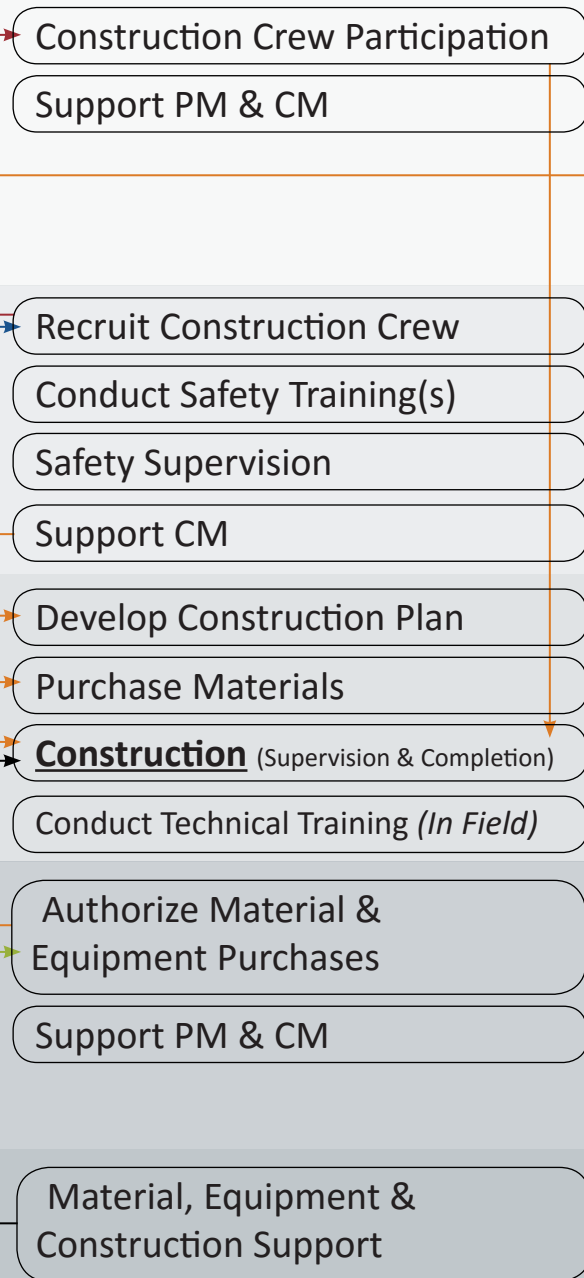 Construction Crew Participation
Support PM & CM
Recruit Construction Crew
Conduct Safety Training(s)
Safety Supervision
Support CM
Develop Construction Plan
Purchase Materials
Construction (Supervision & Completion)
Conduct Technical Training (In Field)
Authorize Material &
Equipment Purchases
Support PM & CM
Material, Equipment &
Construction Support